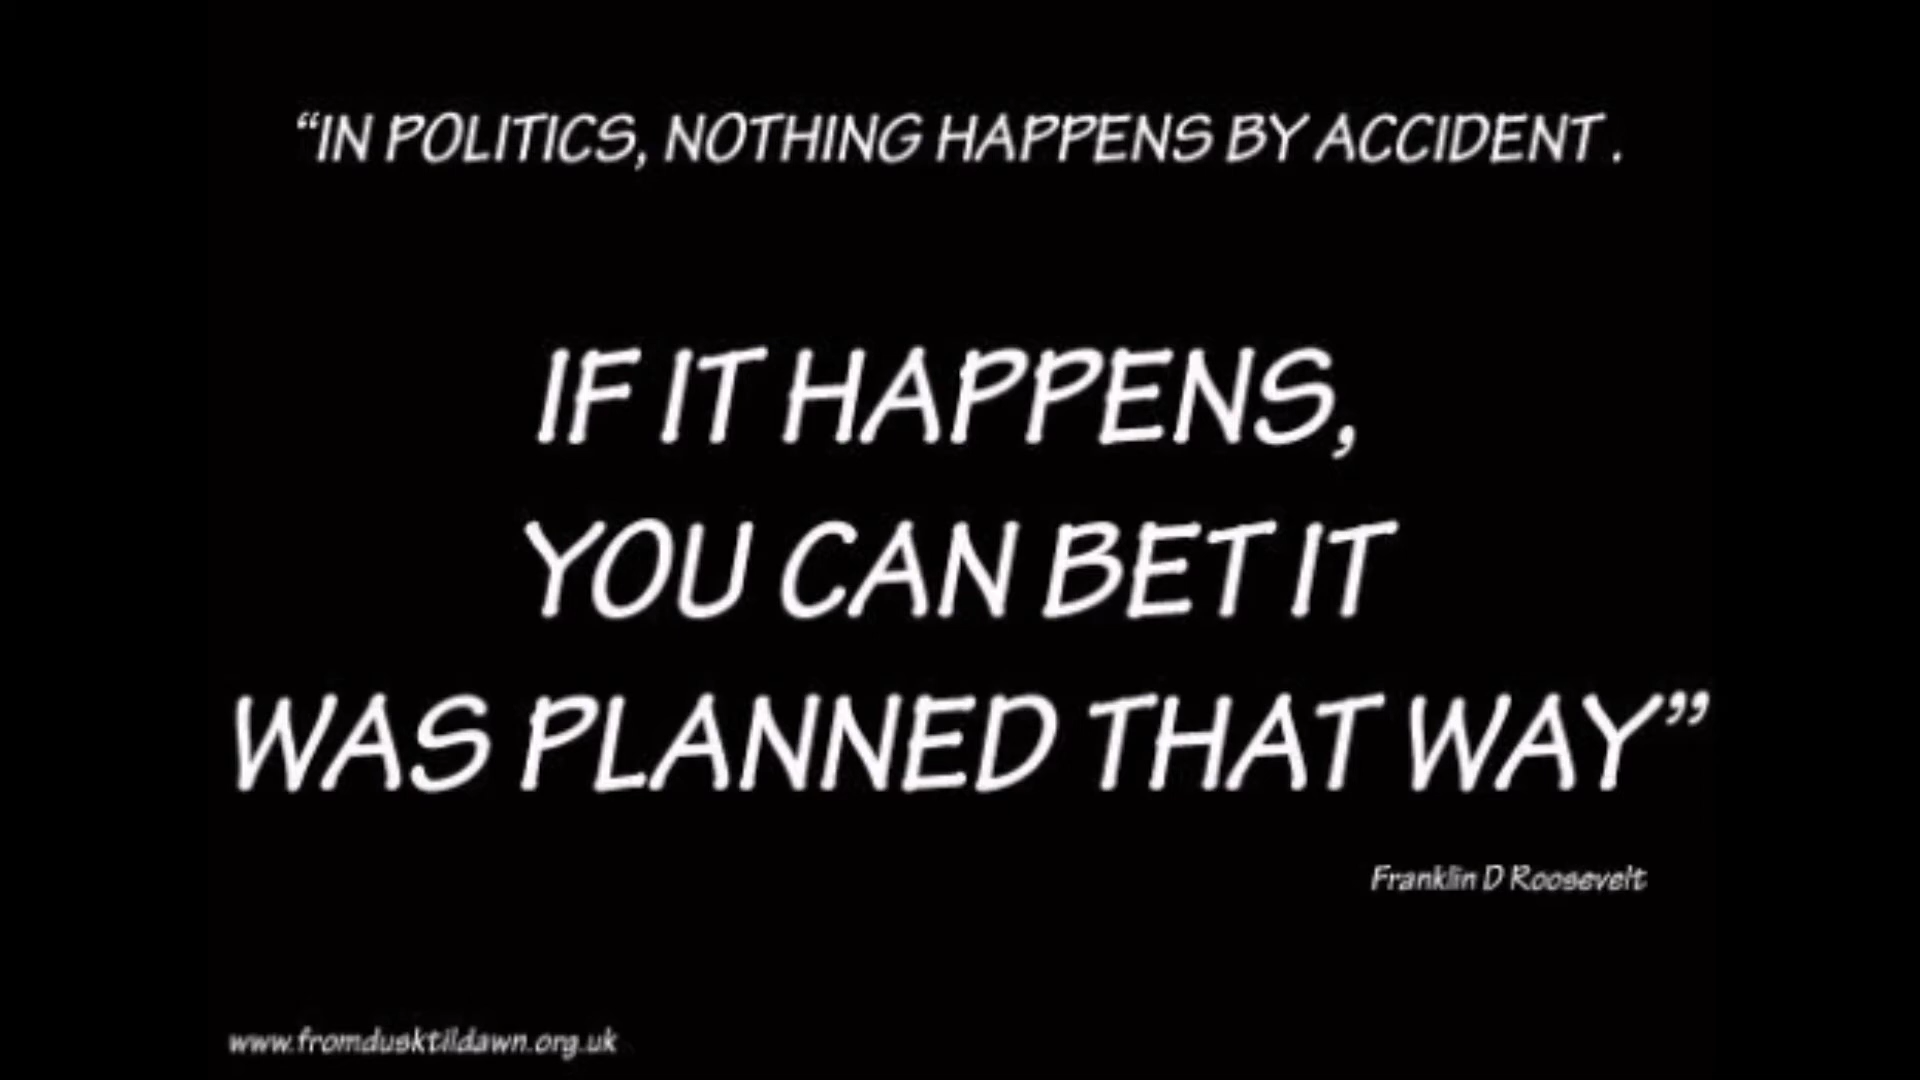 “IN POLITICS, NOTHING HAPPENS BY ACCIDENT .
IF IT HAPPENS,
YOU CAN BET IT
WAS PLANNED THAT WAY”
Franklin D Roosevelt
www.fromdusktildawn.org.uk